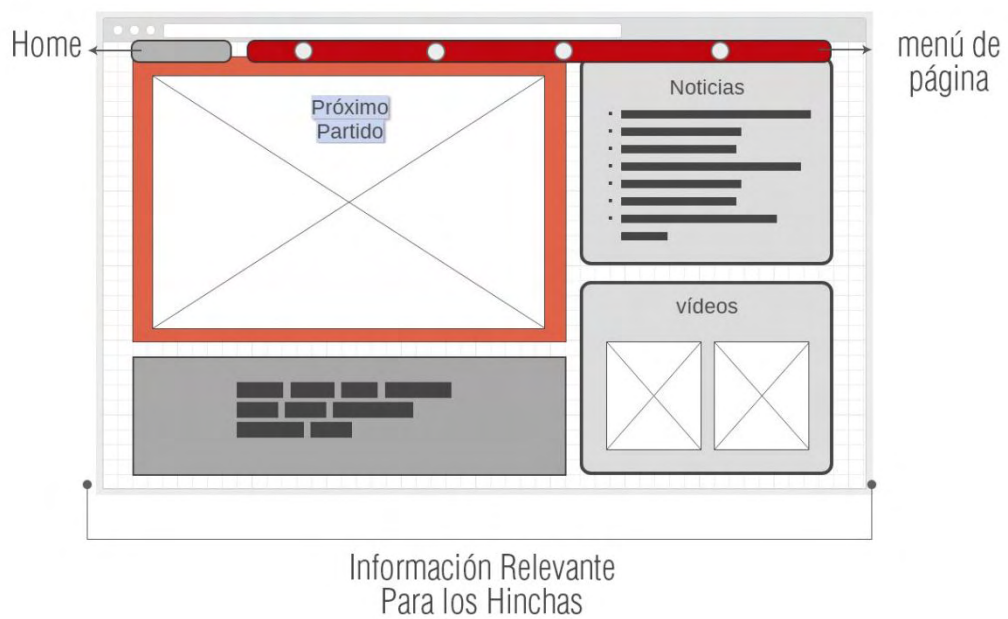 Home
menú de
página
Próximo
Partido
Noticias
vídeos
Información Relevante
Para los Hinchas